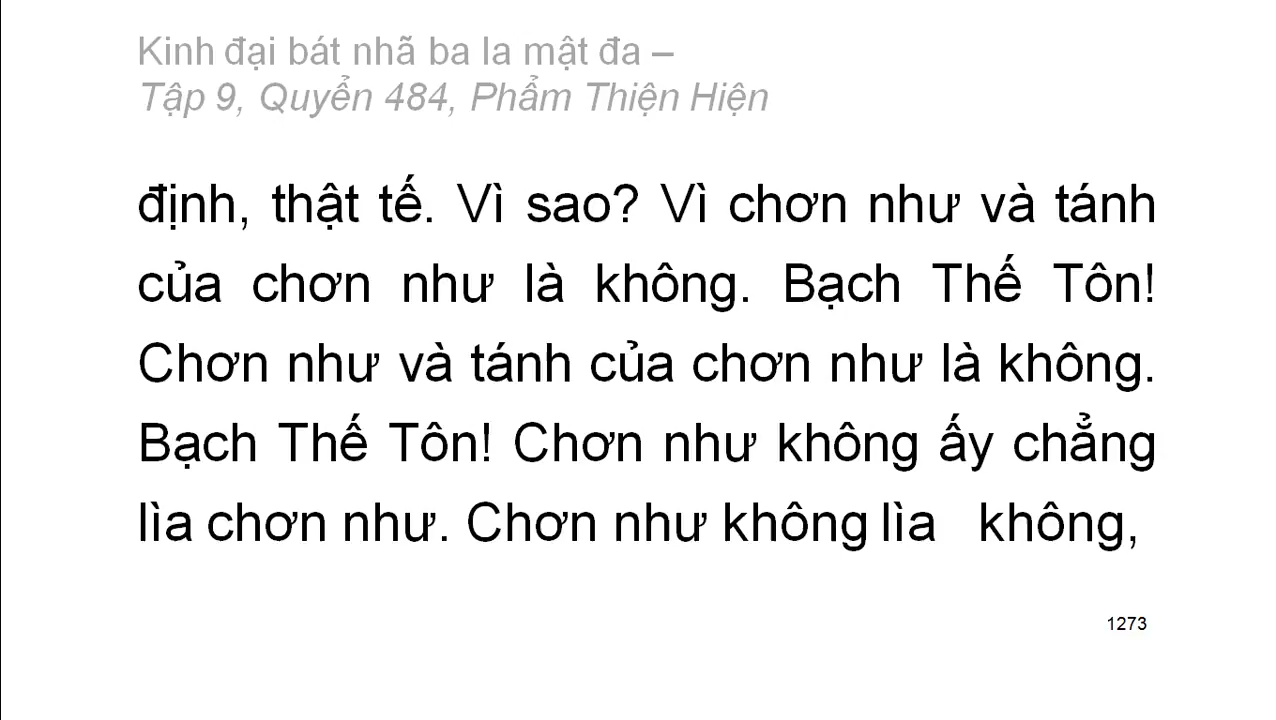 Kinh đại bát nhã ba la mật đa –
Tập 9, Quyển 484, Phẩm Thiện Hiện
định, thật tế. Vì sao? Vì chơn như và tánh
của chơn như là không. Bạch Thế Tôn!
Chơn như và tánh của chơn như là không.
Bạch Thế Tôn! Chơn như không ấy chẳng
lìa chơn như. Chơn như không lìa không,
1273